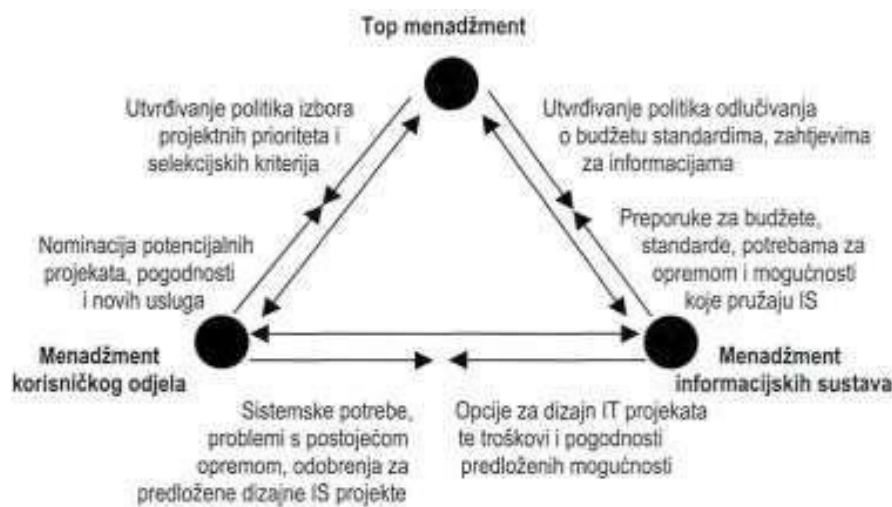 Top menadžment
Utvrđivanje politika izbora
projektnih prioriteta i
selekcijskih kriterija
Utvrđivanje politika odlučivanja
o budžetu standardima, zahtjevima
za informacijama
Nominacija potencijalnih
projekata, pogodnosti
i novih usluga
Preporuke za budžete,
standarde, potrebama za
opremom i mogućnosti
koje pružaju IS
Menadžment
korisničkog odjela
Menadžment
informacijskih sustava
Sistemske potrebe,
problemi s postojećom
opremom, odobrenja za
predložene dizajne IS projekte
Opcije za dizajn IT projekata
te troškovi i pogodnosti
predloženih mogućnosti